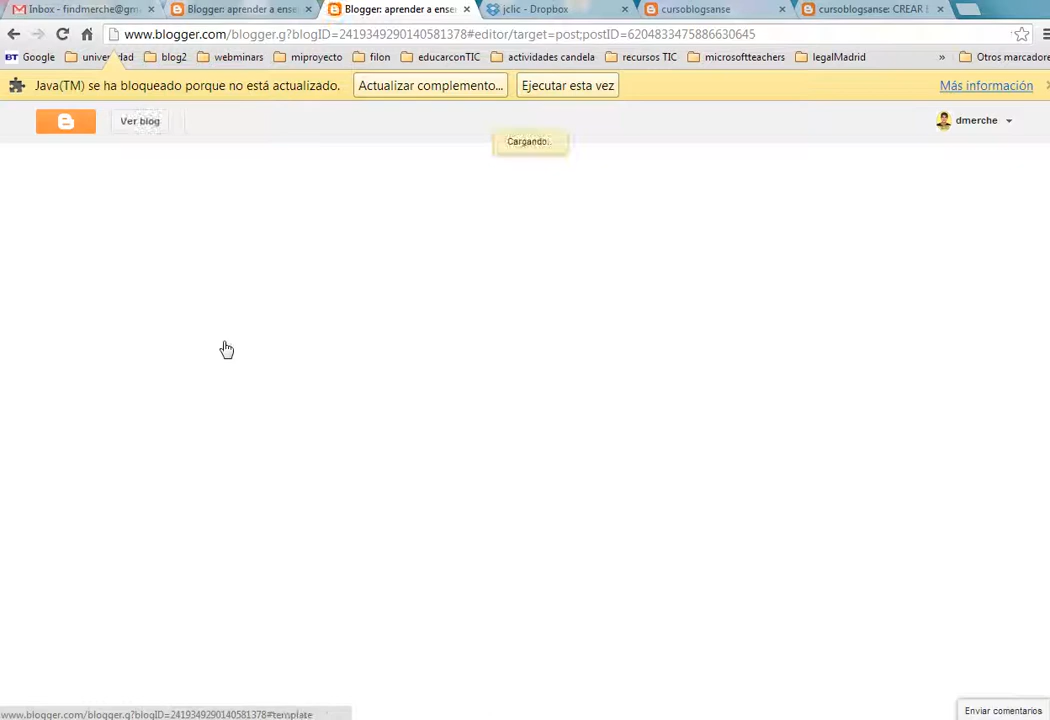 Inbox - findmerche@gm
Blogger: aprender a ense
Blogger: aprender a ense
jclic - Dropbox
cursoblogsanse
cursoblogsanse: CREAR E
www.blogger.com/blogger.g?blogID=2419349290140581378#editor/target=post;postID=6204833475886630645
Google
universidad
blog2
webminars
miproyecto
filon
educarconTIC
actividades candela
recursos TIC
microsoftteachers
legalMadrid
»
Otros marcadore
Java(TM) se ha bloqueado porque no está actualizado.
Actualizar complemento...
Ejecutar esta vez
Más información
Ver blog
dmerche
Cargando..
www.blogger.com/blogger.g?blogID=2419349290140581378#template
Enviar comentarios